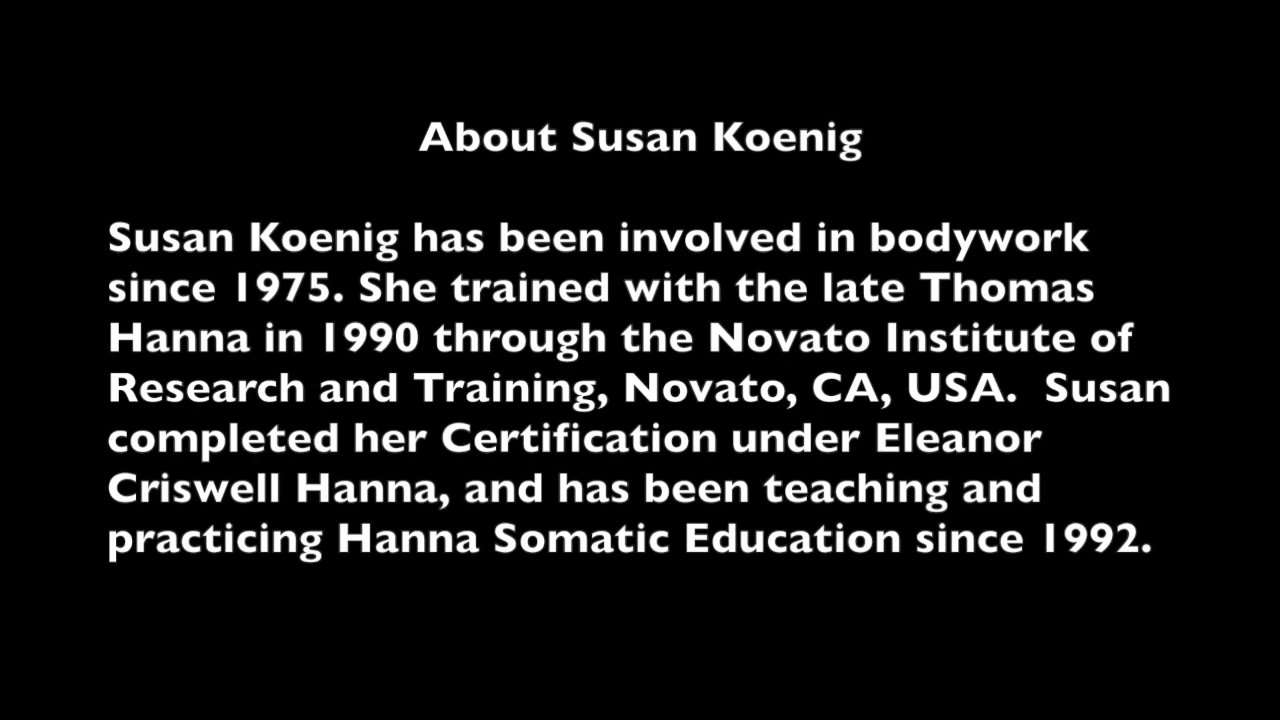 About Susan Koenig
Susan Koenig has been involved in bodywork
since 1975. She trained with the late Thomas
Hanna in 1990 through the Novato Institute of
Research and Training, Novato, CA, USA.  Susan
completed her Certification under Eleanor
Criswell Hanna, and has been teaching and
practicing Hanna Somatic Education since 1992.